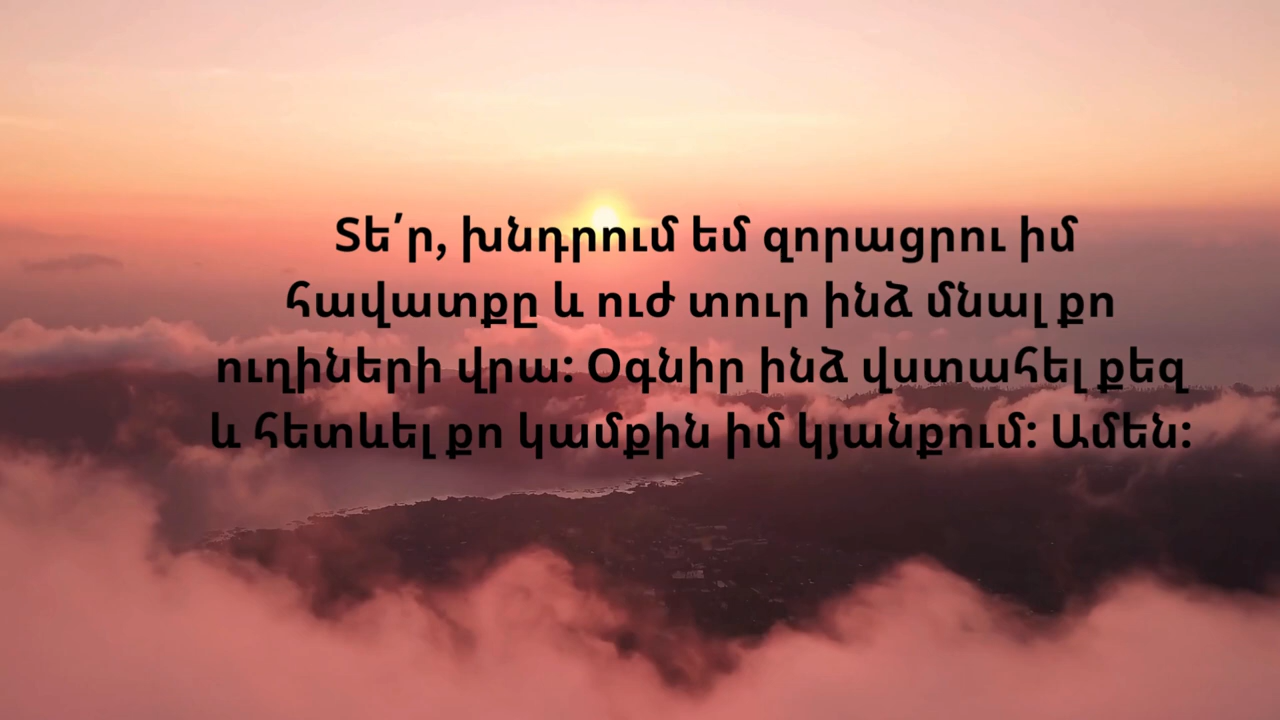 Տե՛ր, խնդրում եմ զորացրու իմ
հավատքը և ուժ տուր ինձ մնալ քո
ուղիների վրա: Օգնիր ինձ վստահել քեզ
և հետևել քո կամքին իմ կյանքում: Ամեն: